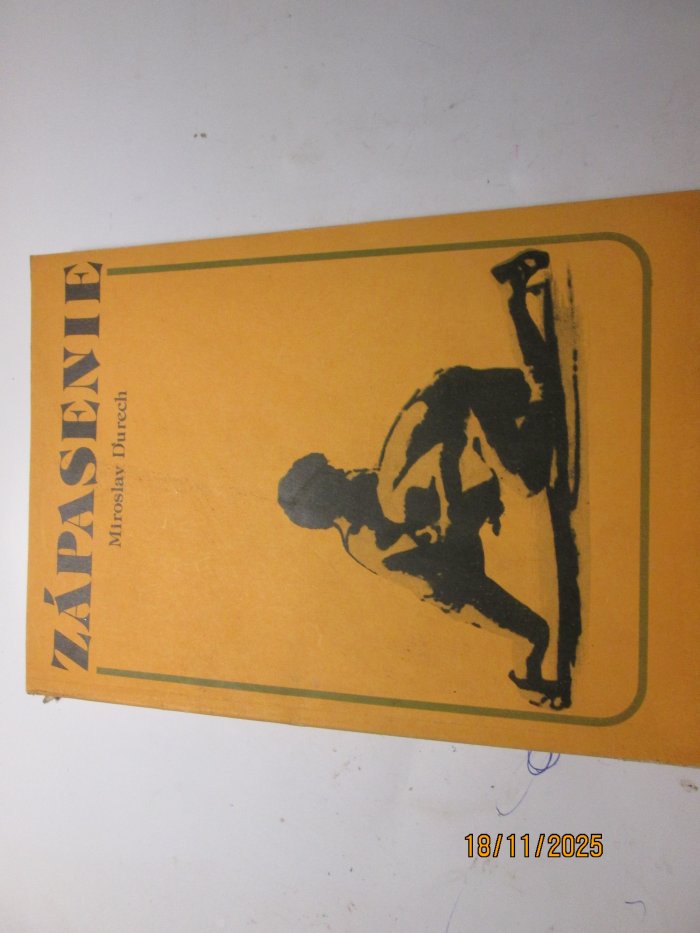 ZÁPASENIE
Miroslav Ďurech
18/11/2025